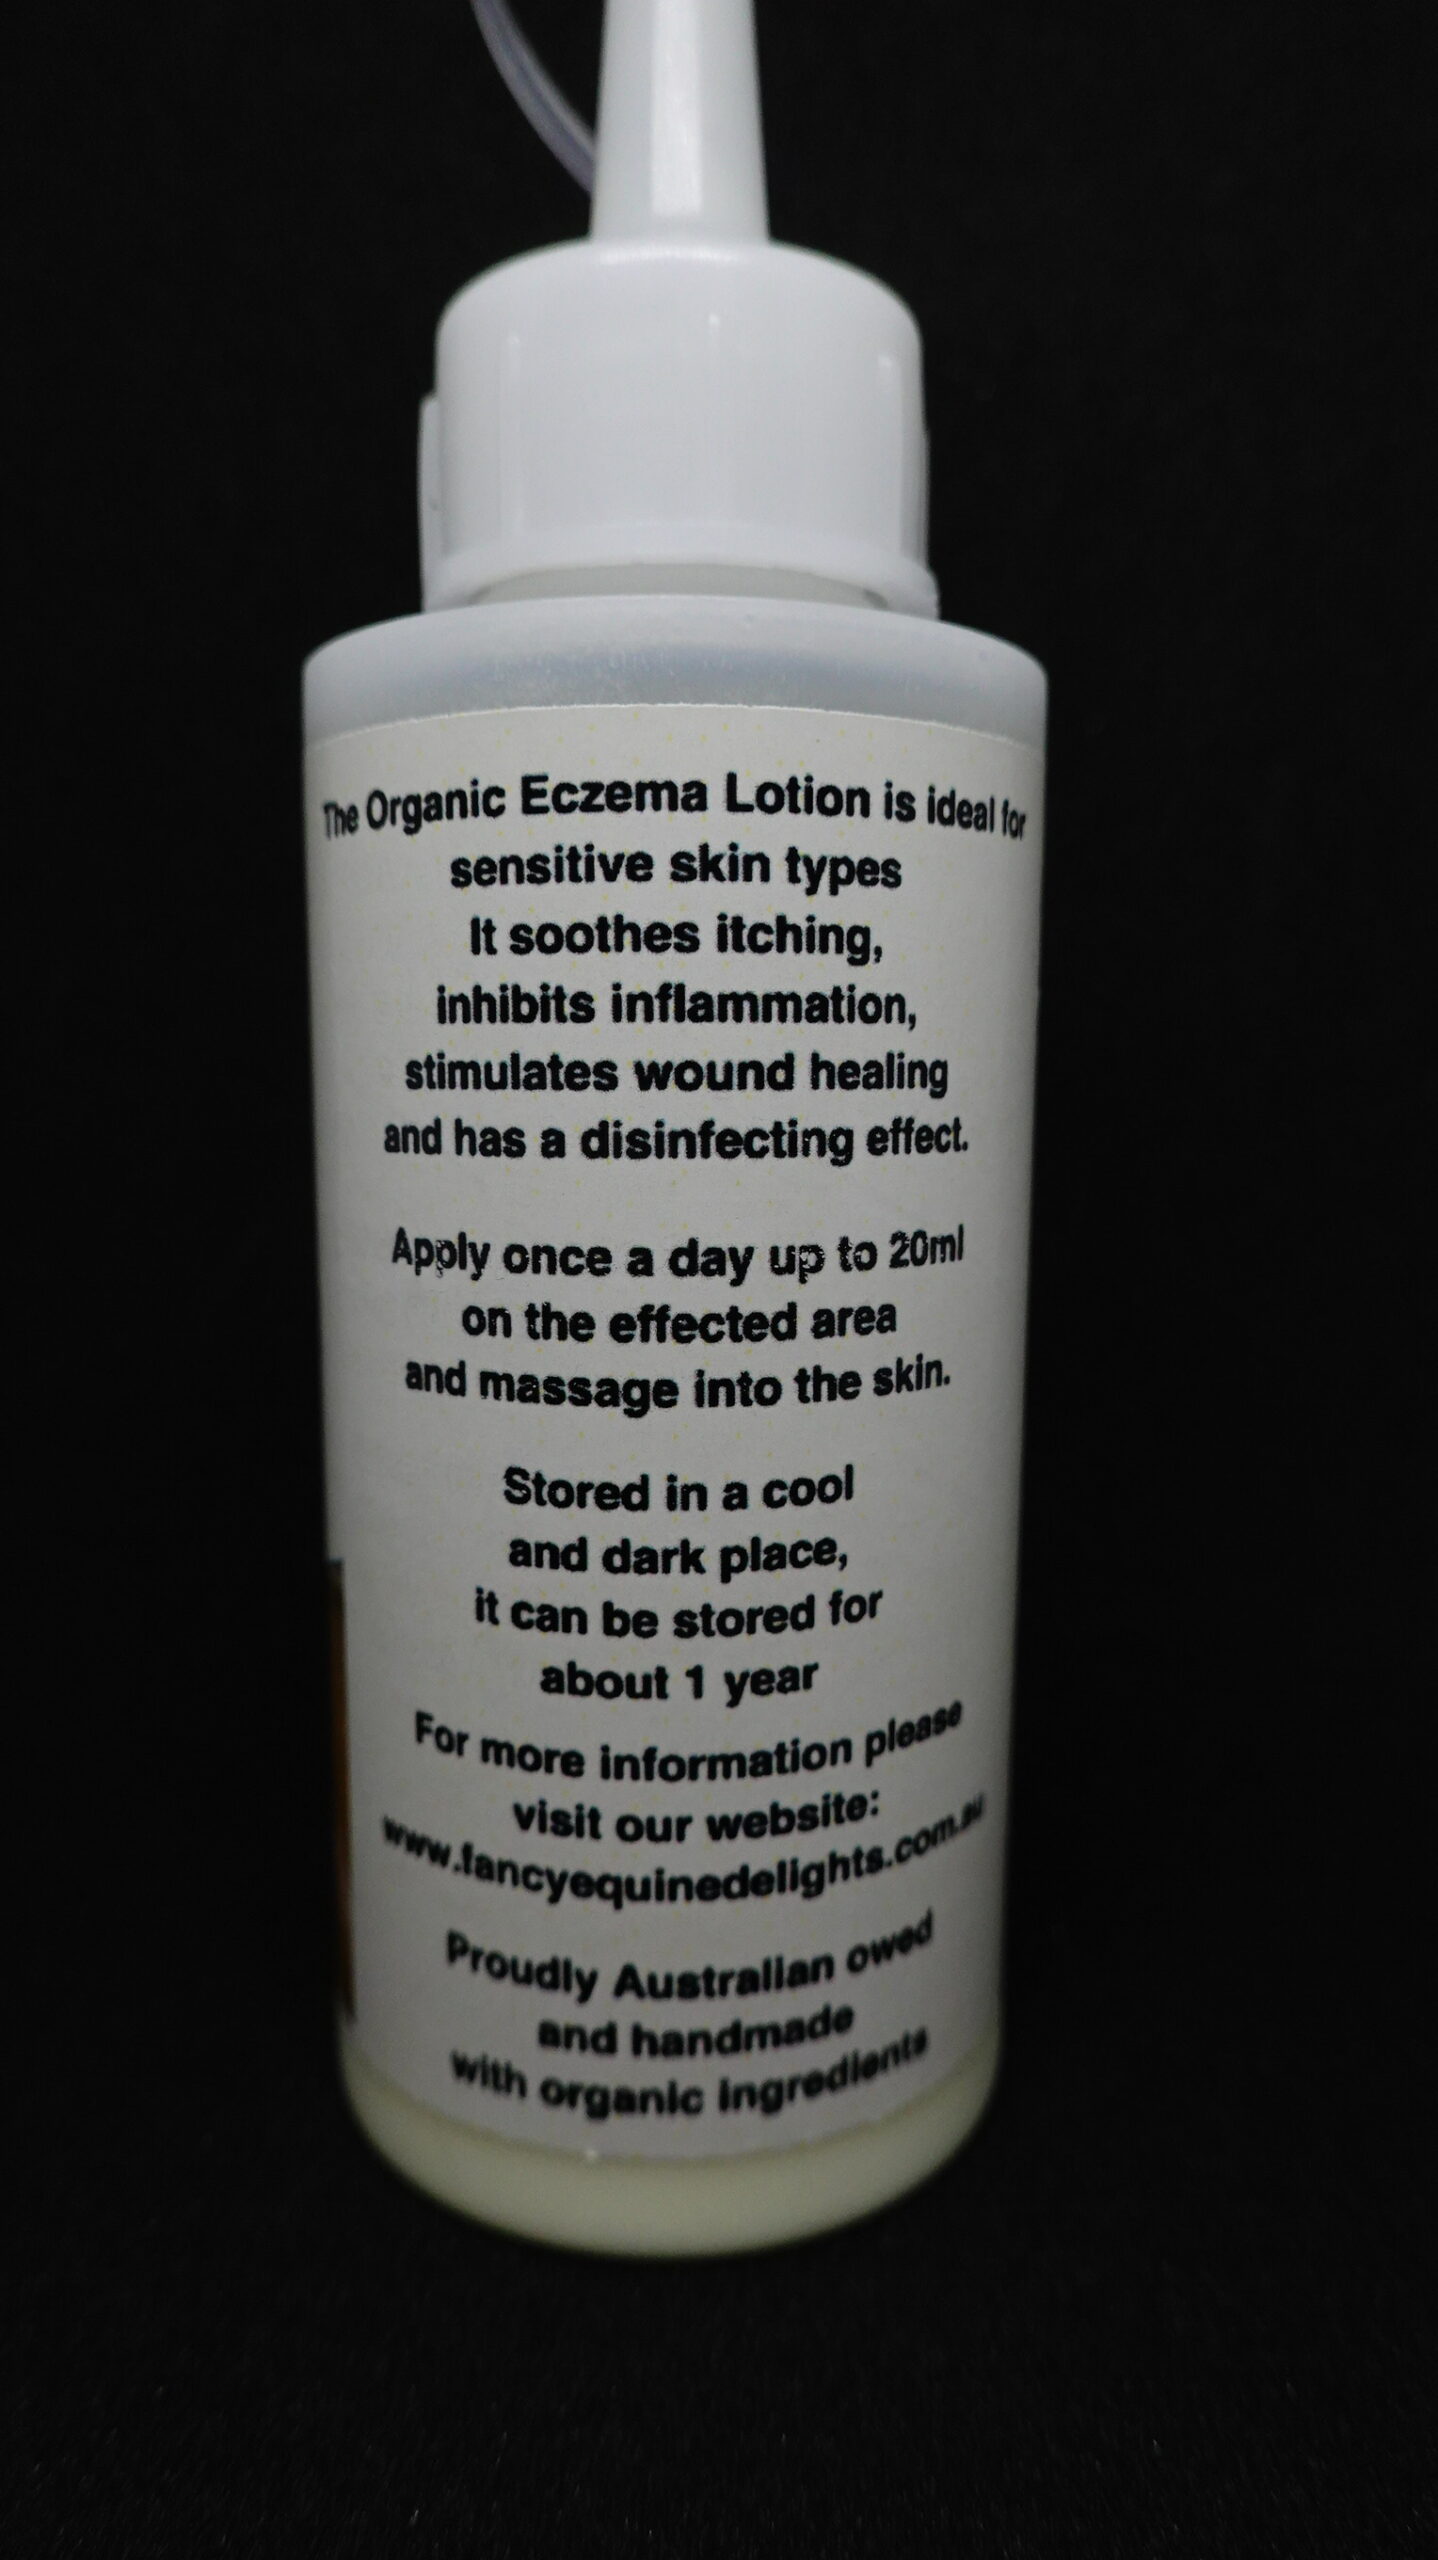 The Organic Eczema Lotion is ideal for
sensitive skin types
It soothes itching,
inhibits inflammation,
stimulates wound healing
and has a disinfecting effect.
Apply once a day up to 20ml
on the effected area
and massage into the skin.
Stored in a cool
and dark place,
it can be stored for
about 1 year
For more information please
visit our website:
www.fancyequinedelights.com.au
Proudly Australian owed
and handmade
with organic ingredients